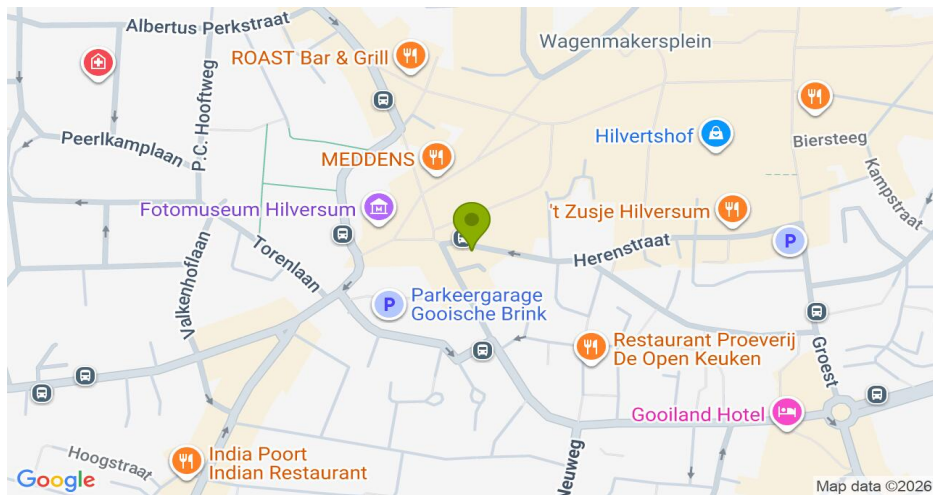 Albertus Perkstraat
ROAST Bar & Grill
Wagenmakersplein
P.C. Hooftweg
Peerlkamplaan
MEDDENS
Hilvertshof
Biersteeg
Kampstraat
Fotomuseum Hilversum
't Zusje Hilversum
Torenlaan
Valkenhoflaan
Herenstraat
P
P
Parkeergarage
Gooische Brink
Restaurant Proeverij
De Open Keuken
Groest
Gooiland Hotel
Hoogstraat
India Poort
Indian Restaurant
Neuweg
Google
Map data ©2026